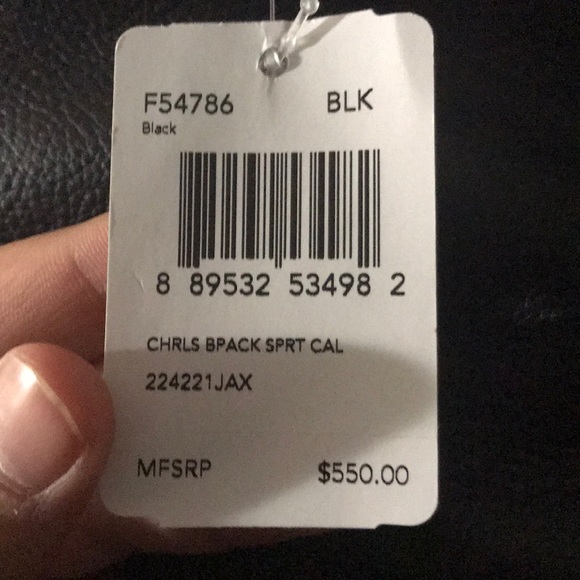 F54786 BLK
Black
8 89532 53498 2
CHRLS BPACK SPRT CAL
224221JAX
MFSRP $550.00